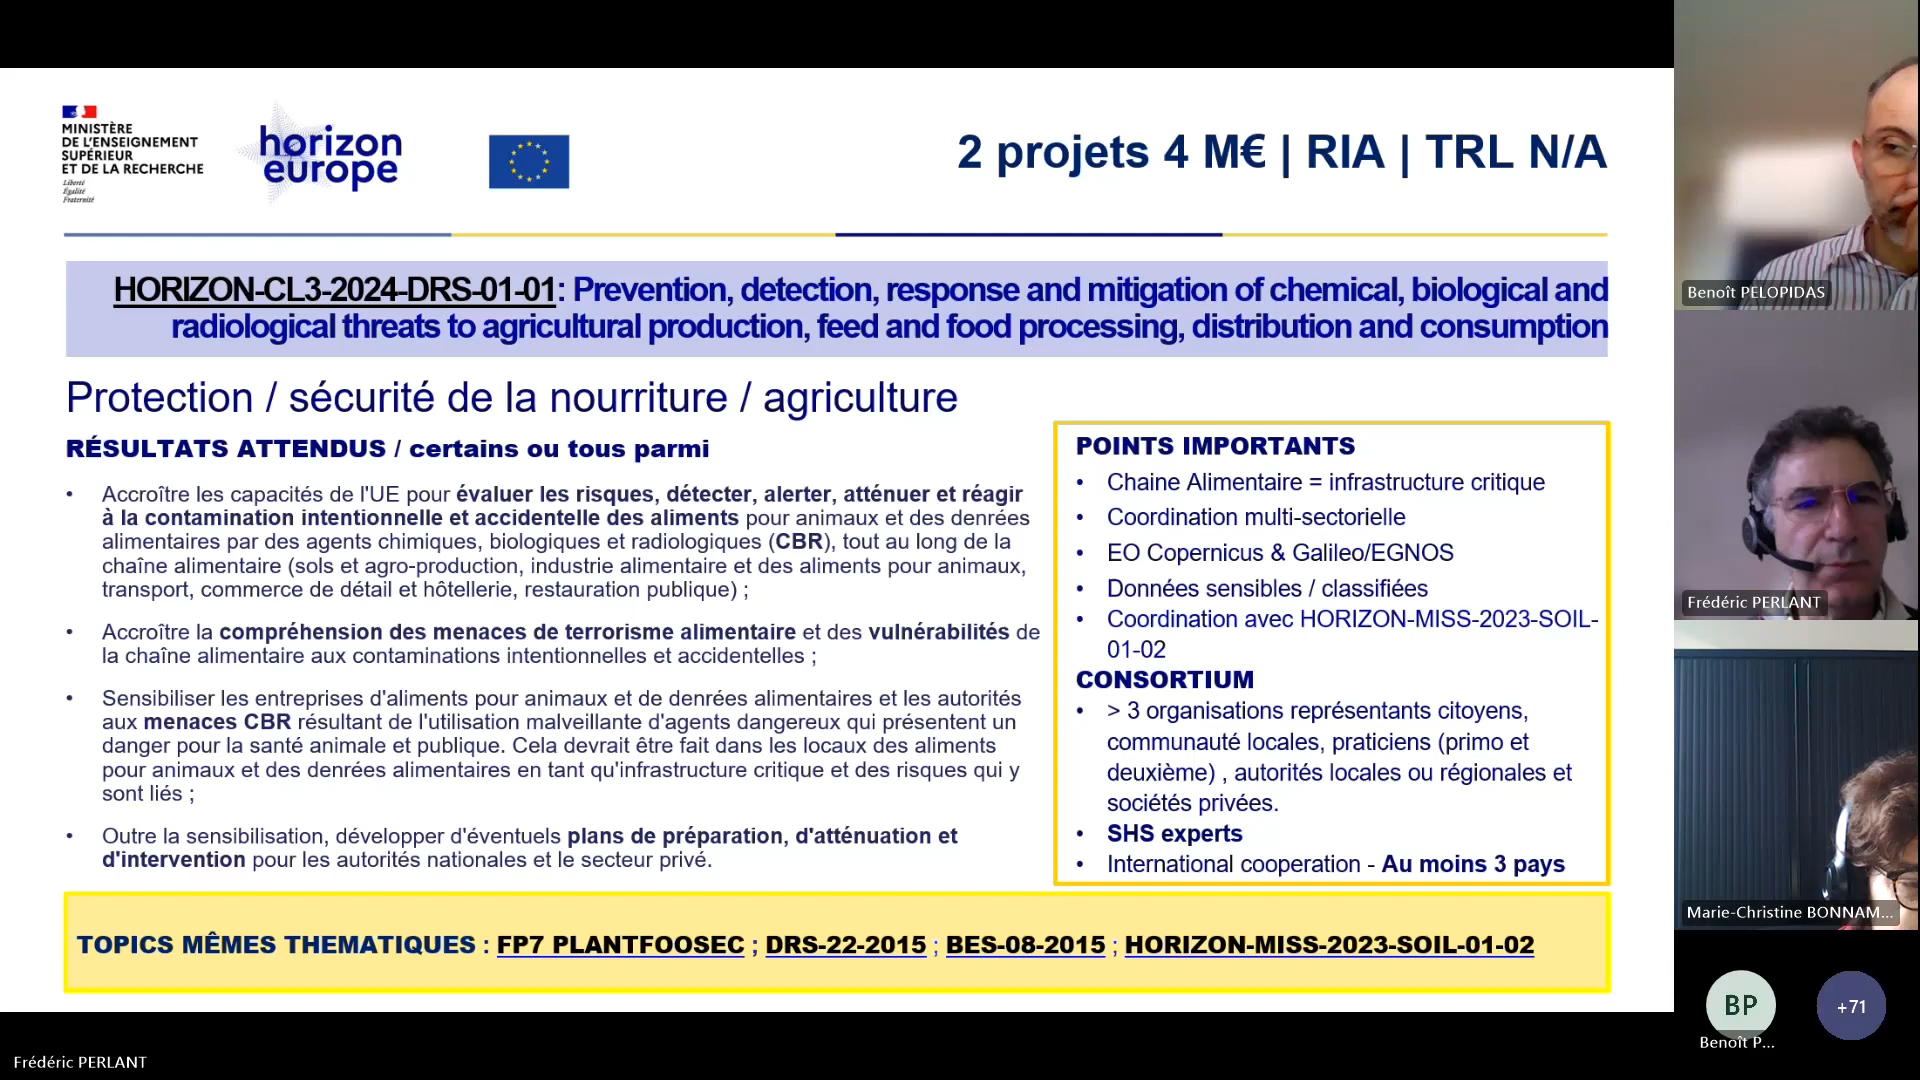 MINISTÈRE
DE L'ENSEIGNEMENT
SUPÉRIEUR
ET DE LA RECHERCHE
Liberté
Égalité
Fraternité
horizon
europe
2 projets 4 M€ | RIA | TRL N/A
HORIZON-CL3-2024-DRS-01-01: Prevention, detection, response and mitigation of chemical, biological and
radiological threats to agricultural production, feed and food processing, distribution and consumption
Protection / sécurité de la nourriture / agriculture
RÉSULTATS ATTENDUS / certains ou tous parmi
• Accroître les capacités de l'UE pour évaluer les risques, détecter, alerter, atténuer et réagir
à la contamination intentionnelle et accidentelle des aliments pour animaux et des denrées
alimentaires par des agents chimiques, biologiques et radiologiques (CBR), tout au long de la
chaîne alimentaire (sols et agro-production, industrie alimentaire et des aliments pour animaux,
transport, commerce de détail et hôtellerie, restauration publique) ;
• Accroître la compréhension des menaces de terrorisme alimentaire et des vulnérabilités de
la chaîne alimentaire aux contaminations intentionnelles et accidentelles ;
• Sensibiliser les entreprises d'aliments pour animaux et de denrées alimentaires et les autorités
aux menaces CBR résultant de l'utilisation malveillante d'agents dangereux qui présentent un
danger pour la santé animale et publique. Cela devrait être fait dans les locaux des aliments
pour animaux et des denrées alimentaires en tant qu'infrastructure critique et des risques qui y
sont liés ;
• Outre la sensibilisation, développer d'éventuels plans de préparation, d'atténuation et
d'intervention pour les autorités nationales et le secteur privé.
POINTS IMPORTANTS
• Chaine Alimentaire = infrastructure critique
• Coordination multi-sectorielle
• EO Copernicus & Galileo/EGNOS
• Données sensibles / classifiées
• Coordination avec HORIZON-MISS-2023-SOIL-
01-02
CONSORTIUM
• > 3 organisations représentants citoyens,
communauté locales, praticiens (primo et
deuxième) , autorités locales ou régionales et
sociétés privées.
• SHS experts
• International cooperation - Au moins 3 pays
TOPICS MÊMES THEMATIQUES : FP7 PLANTFOOSEC ; DRS-22-2015 ; BES-08-2015 ; HORIZON-MISS-2023-SOIL-01-02
Benoît PELOPIDAS
Frédéric PERLANT
Marie-Christine BONNAM...
BP
+71
Benoît P...
Frédéric PERLANT